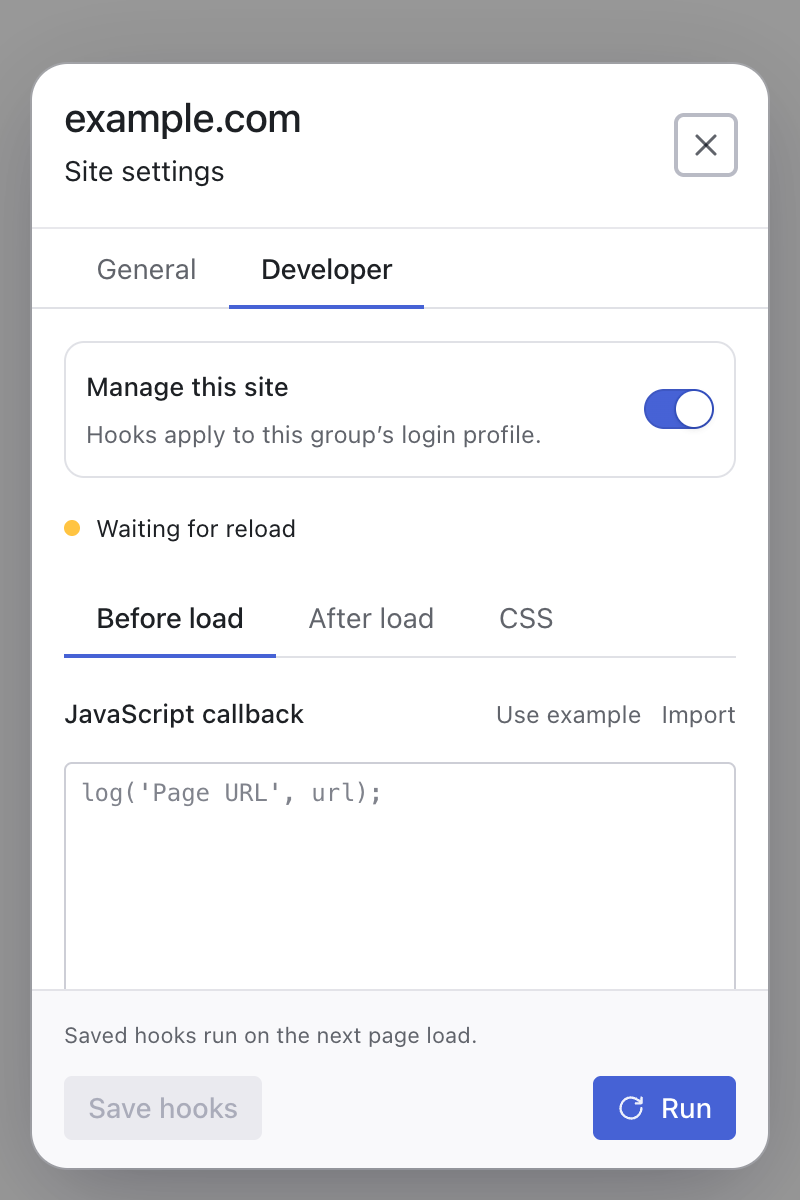 example.com
Site settings
General
Developer
Manage this site
Hooks apply to this group’s login profile.
Waiting for reload
Before load
After load
CSS
JavaScript callback
Use example
Import
log('Page URL', url);
Saved hooks run on the next page load.
Save hooks
Run